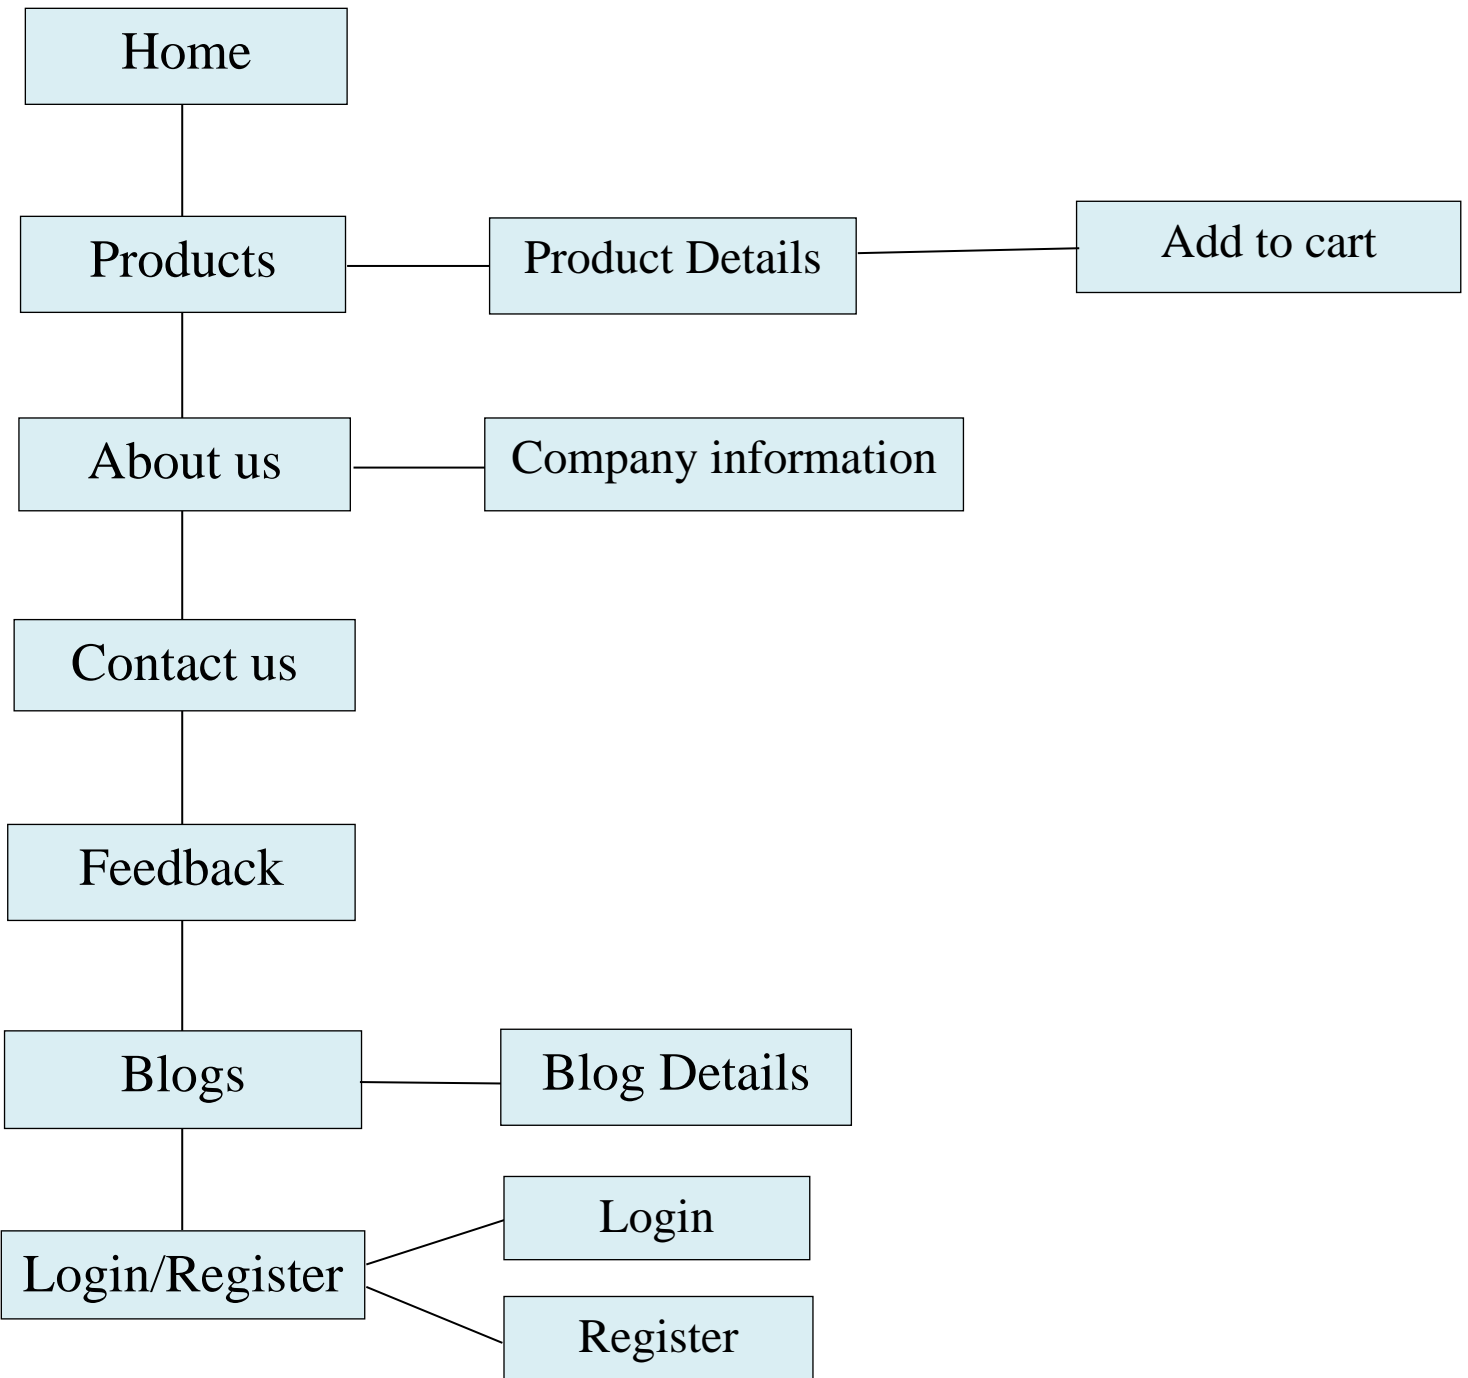 Home
Products
Product Details
Add to cart
About us
Company information
Contact us
Feedback
Blogs
Blog Details
Login/Register
Login
Register